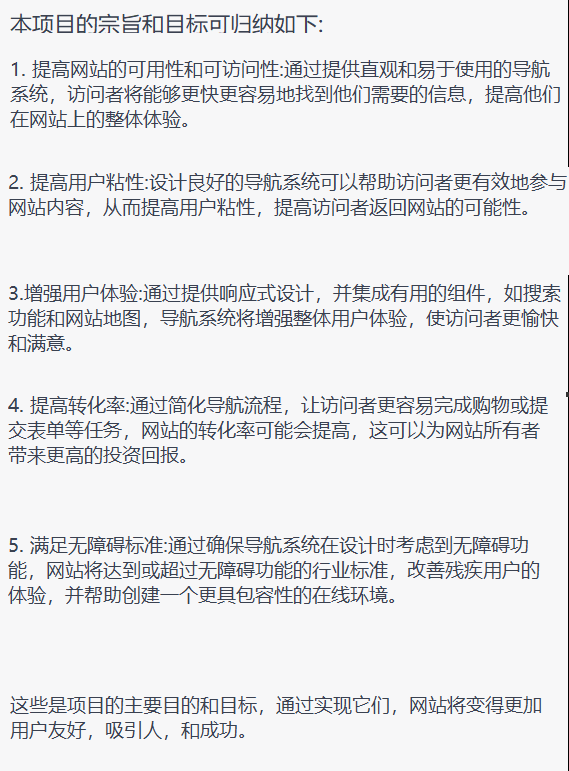 本项目的宗旨和目标可归纳如下:
1. 提高网站的可用性和可访问性:通过提供直观和易于使用的导航
系统，访问者将能够更快更容易地找到他们需要的信息，提高他们
在网站上的整体体验。
2. 提高用户粘性:设计良好的导航系统可以帮助访问者更有效地参与
网站内容，从而提高用户粘性，提高访问者返回网站的可能性。
3.增强用户体验:通过提供响应式设计，并集成有用的组件，如搜索
功能和网站地图，导航系统将增强整体用户体验，使访问者更愉快
和满意。
4. 提高转化率:通过简化导航流程，让访问者更容易完成购物或提
交表单等任务，网站的转化率可能会提高，这可以为网站所有者
带来更高的投资回报。
5. 满足无障碍标准:通过确保导航系统在设计时考虑到无障碍功
能，网站将达到或超过无障碍功能的行业标准，改善残疾用户的
体验，并帮助创建一个更具包容性的在线环境。
这些是项目的主要目的和目标，通过实现它们，网站将变得更加
用户友好，吸引人，和成功。